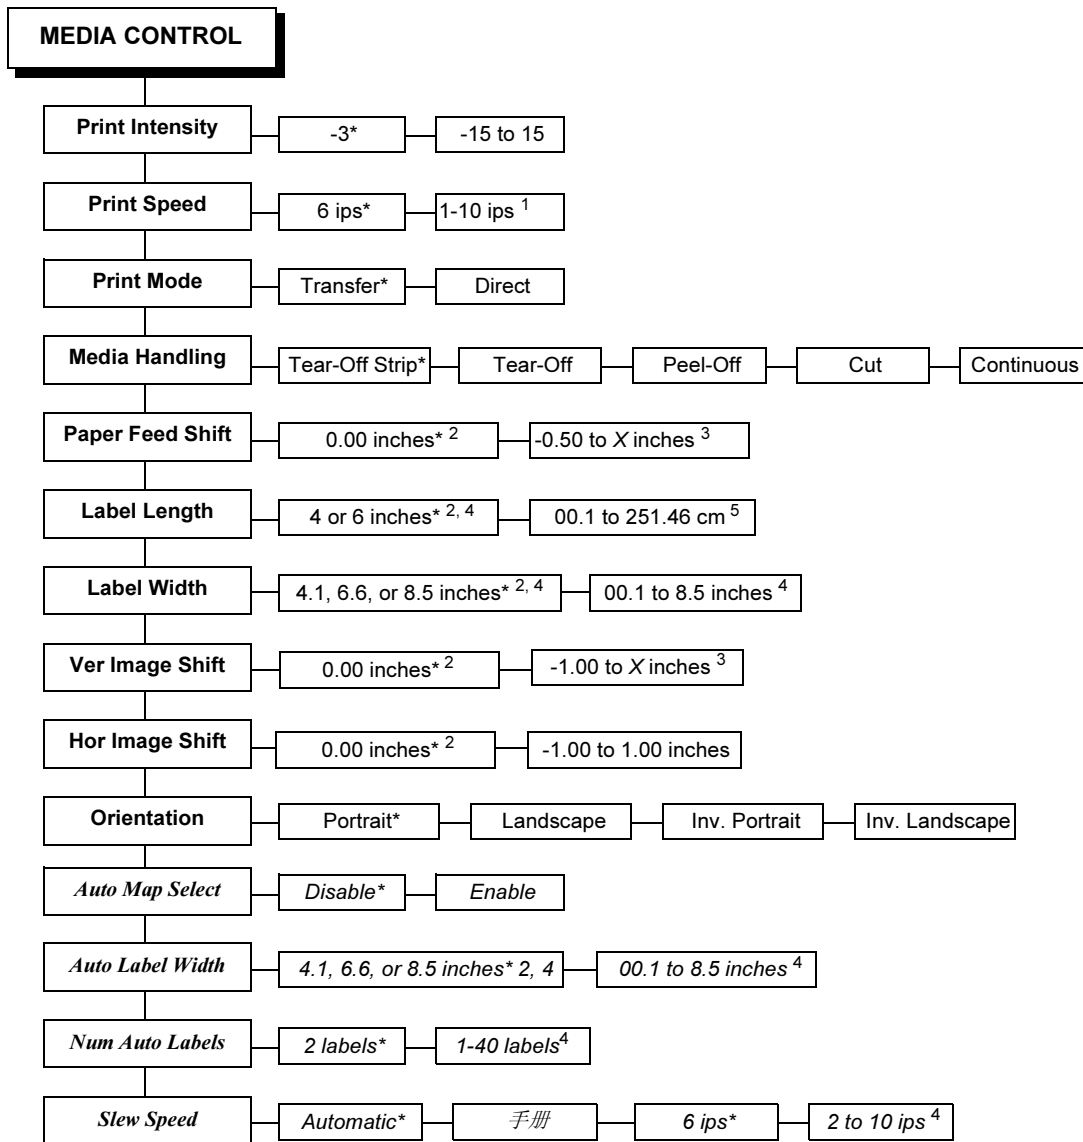 MEDIA CONTROL
Print Intensity -3* -15 to 15
Print Speed 6 ips* 1-10 ips 1
Print Mode Transfer* Direct
Media Handling Tear-Off Strip* Tear-Off Peel-Off Cut Continuous
Paper Feed Shift 0.00 inches* 2 -0.50 to X inches 3
Label Length 4 or 6 inches* 2, 4 00.1 to 251.46 cm 5
Label Width 4.1, 6.6, or 8.5 inches* 2, 4 00.1 to 8.5 inches 4
Ver Image Shift 0.00 inches* 2 -1.00 to X inches 3
Hor Image Shift 0.00 inches* 2 -1.00 to 1.00 inches
Orientation Portrait* Landscape Inv. Portrait Inv. Landscape
Auto Map Select Disable* Enable
Auto Label Width 4.1, 6.6, or 8.5 inches* 2, 4 00.1 to 8.5 inches 4
Num Auto Labels 2 labels* 1-40 labels4
Slew Speed Automatic* 手册 6 ips* 2 to 10 ips 4